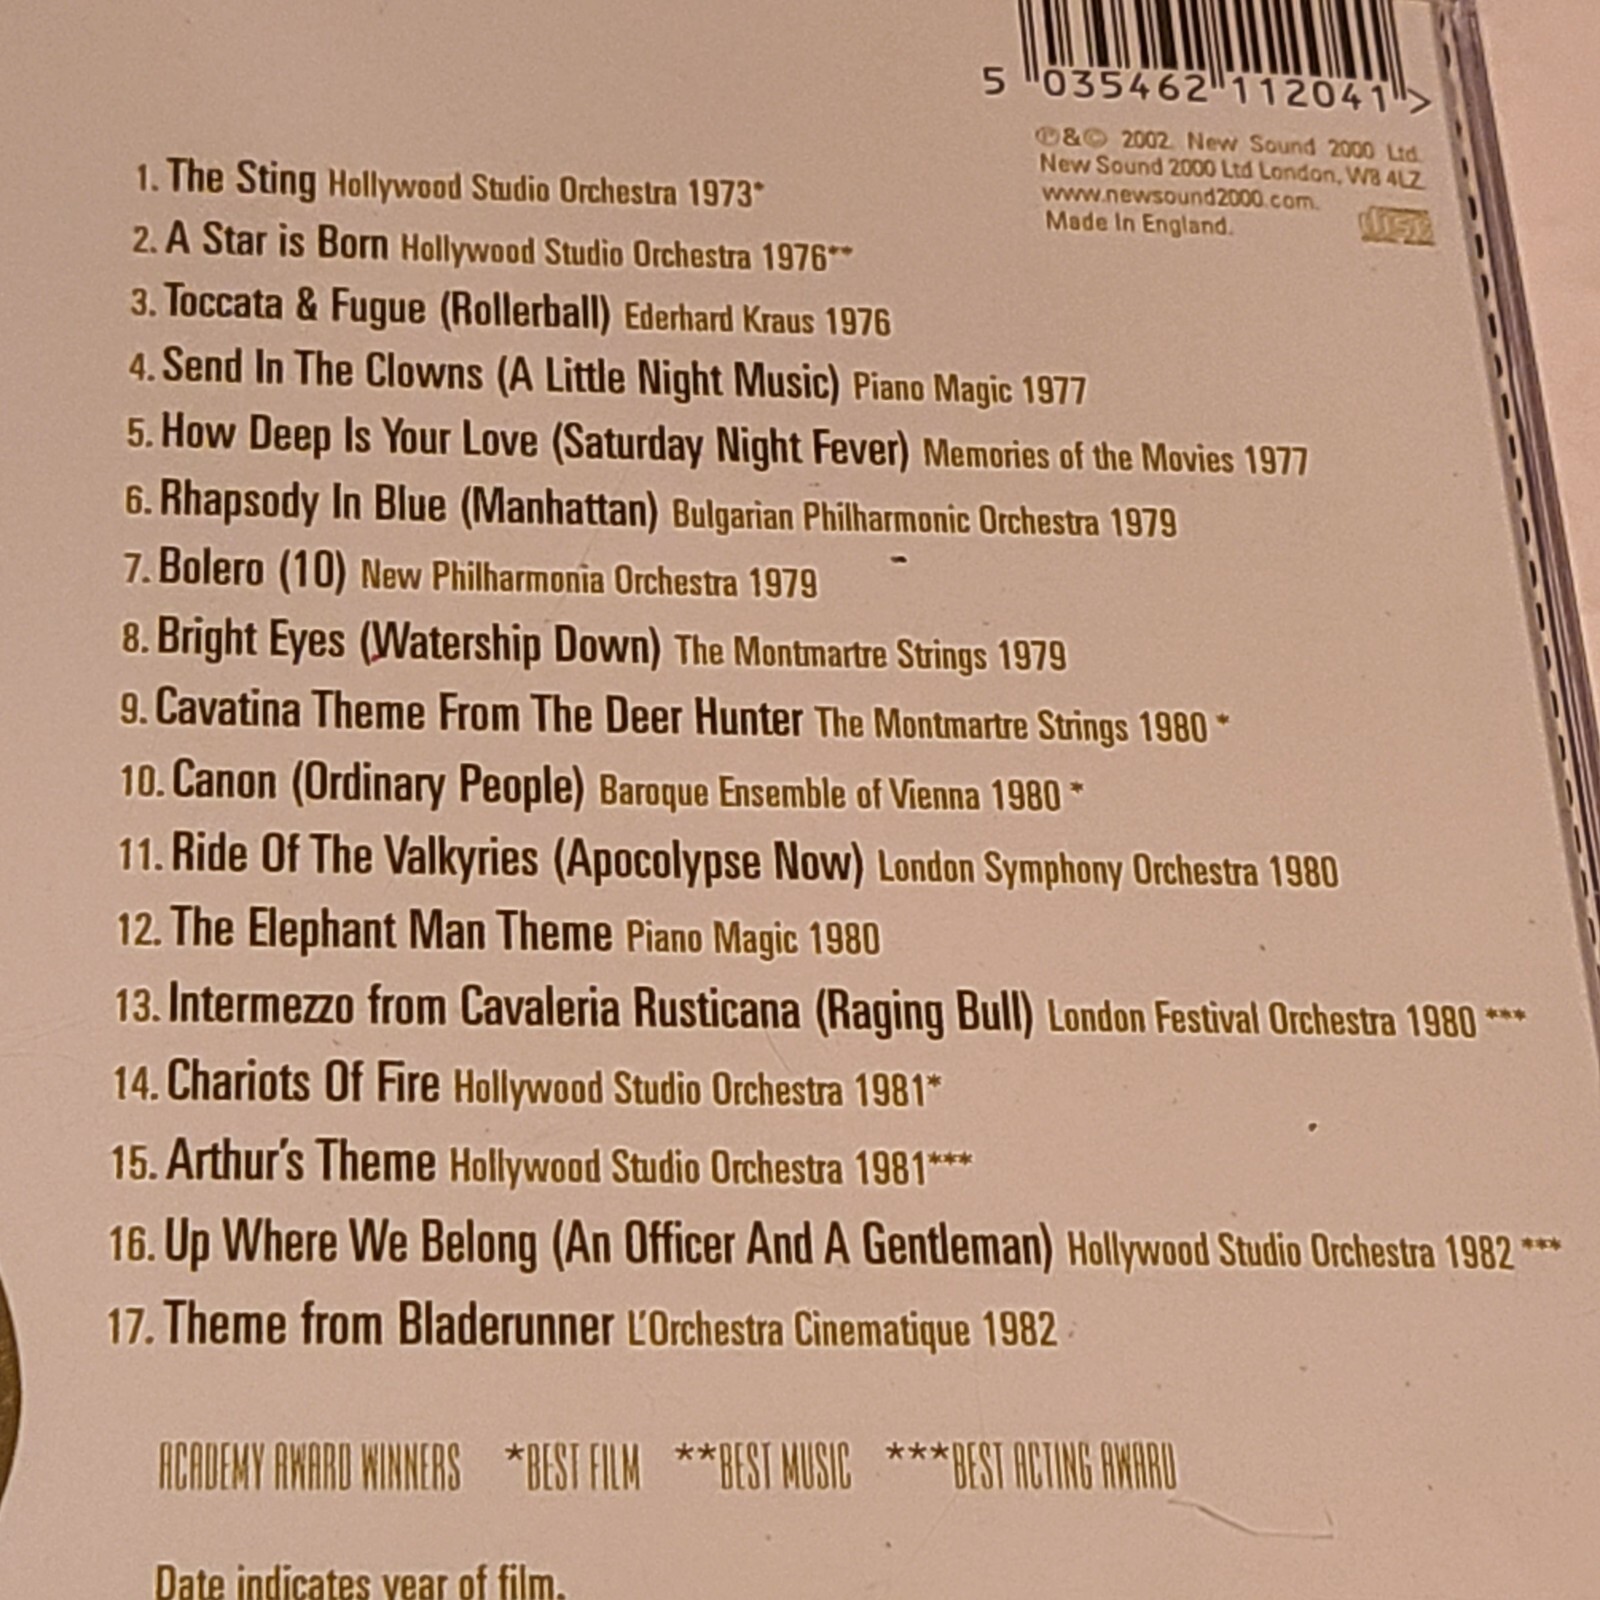 5 035462 112041 >
℗&© 2002. New Sound 2000 Ltd.
New Sound 2000 Ltd London, W8 4LZ
www.newsound2000.com.
Made In England.
1. The Sting Hollywood Studio Orchestra 1973*
2. A Star is Born Hollywood Studio Orchestra 1976**
3. Toccata & Fugue (Rollerball) Ederhard Kraus 1976
4. Send In The Clowns (A Little Night Music) Piano Magic 1977
5. How Deep Is Your Love (Saturday Night Fever) Memories of the Movies 1977
6. Rhapsody In Blue (Manhattan) Bulgarian Philharmonic Orchestra 1979
7. Bolero (10) New Philharmonia Orchestra 1979
8. Bright Eyes (Watership Down) The Montmartre Strings 1979
9. Cavatina Theme From The Deer Hunter The Montmartre Strings 1980 *
10. Canon (Ordinary People) Baroque Ensemble of Vienna 1980 *
11. Ride Of The Valkyries (Apocolypse Now) London Symphony Orchestra 1980
12. The Elephant Man Theme Piano Magic 1980
13. Intermezzo from Cavaleria Rusticana (Raging Bull) London Festival Orchestra 1980 ***
14. Chariots Of Fire Hollywood Studio Orchestra 1981*
15. Arthur's Theme Hollywood Studio Orchestra 1981***
16. Up Where We Belong (An Officer And A Gentleman) Hollywood Studio Orchestra 1982 ***
17. Theme from Bladerunner L'Orchestra Cinematique 1982
ACADEMY AWARD WINNERS *BEST FILM **BEST MUSIC ***BEST ACTING AWARD
Date indicates year of film.